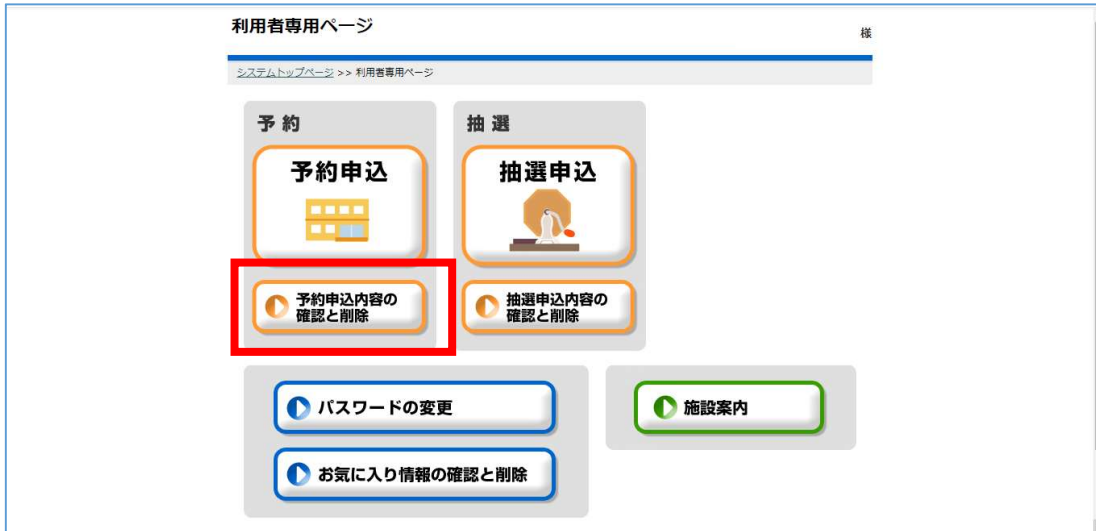 利用者専用ページ
様
システムトップページ >> 利用者専用ページ
予 約
抽 選
予約申込
抽選申込
予約申込内容の
確認と削除
抽選申込内容の
確認と削除
パスワードの変更
施設案内
お気に入り情報の確認と削除